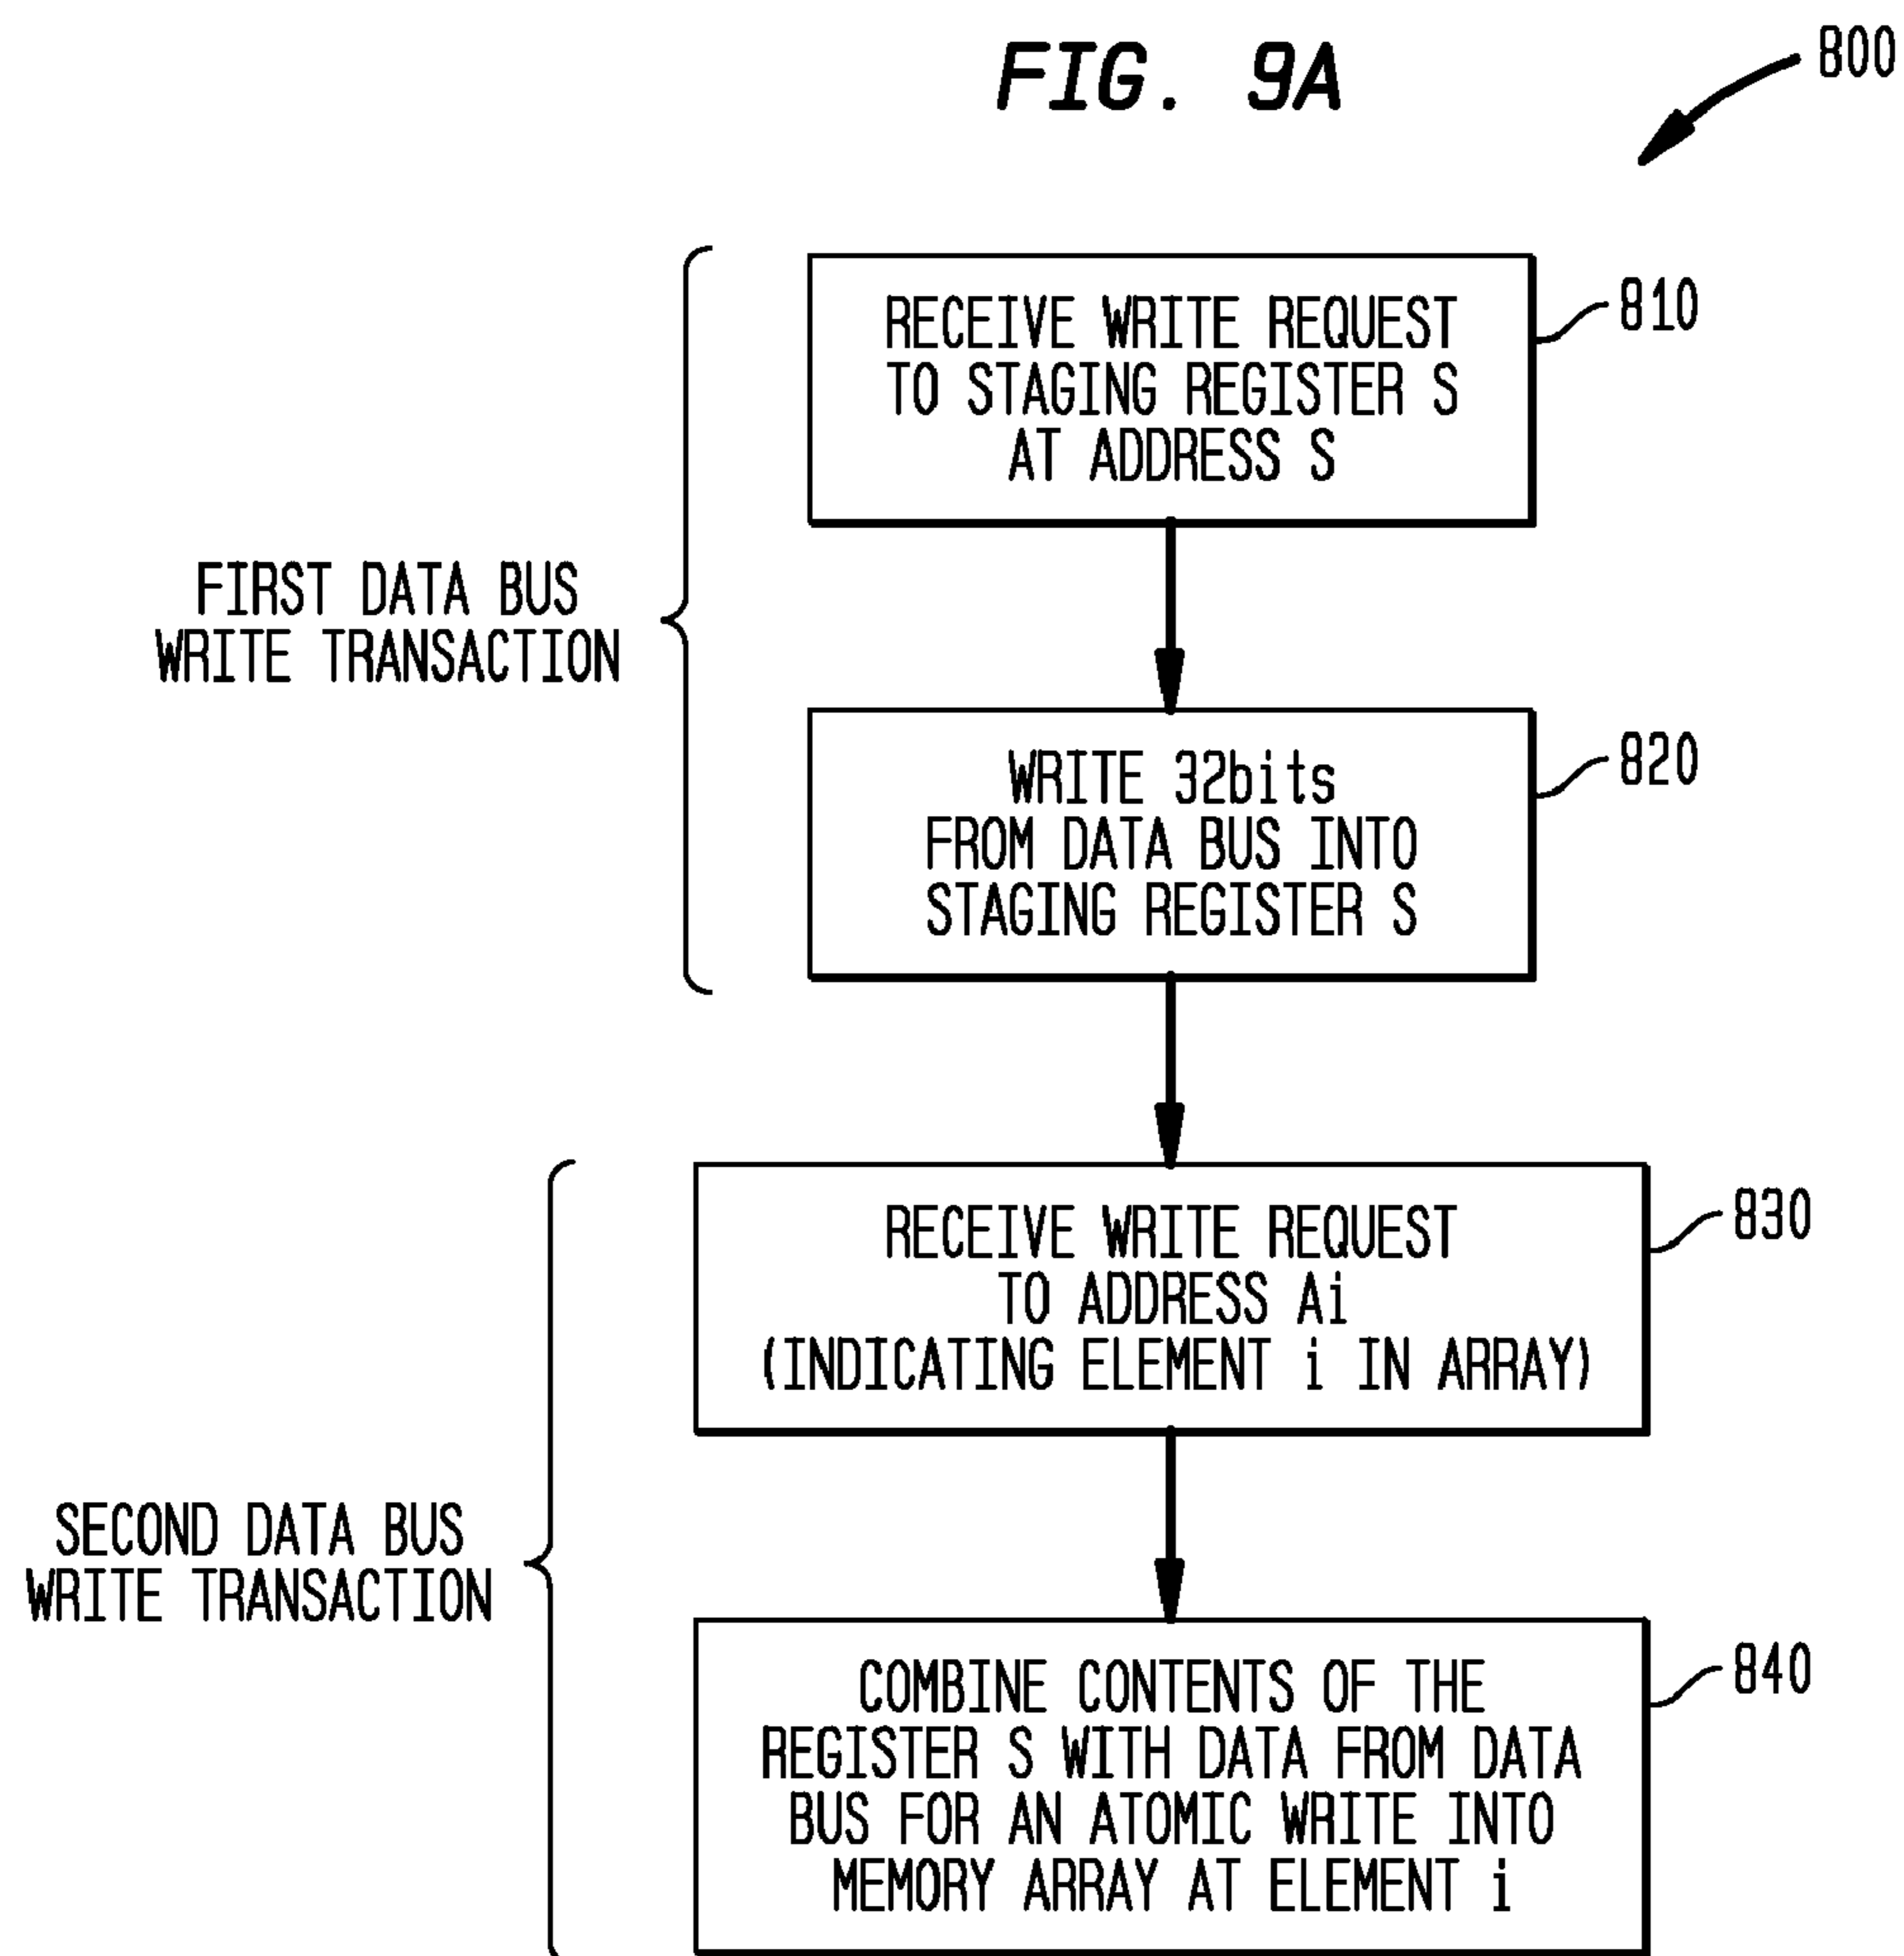 FIG. 9A
800
RECEIVE WRITE REQUEST
TO STAGING REGISTER S
AT ADDRESS S
810
FIRST DATA BUS
WRITE TRANSACTION
WRITE 32bits
FROM DATA BUS INTO
STAGING REGISTER S
820
RECEIVE WRITE REQUEST
TO ADDRESS Ai
(INDICATING ELEMENT i IN ARRAY)
830
SECOND DATA BUS
WRITE TRANSACTION
COMBINE CONTENTS OF THE
REGISTER S WITH DATA FROM DATA
BUS FOR AN ATOMIC WRITE INTO
MEMORY ARRAY AT ELEMENT i
840